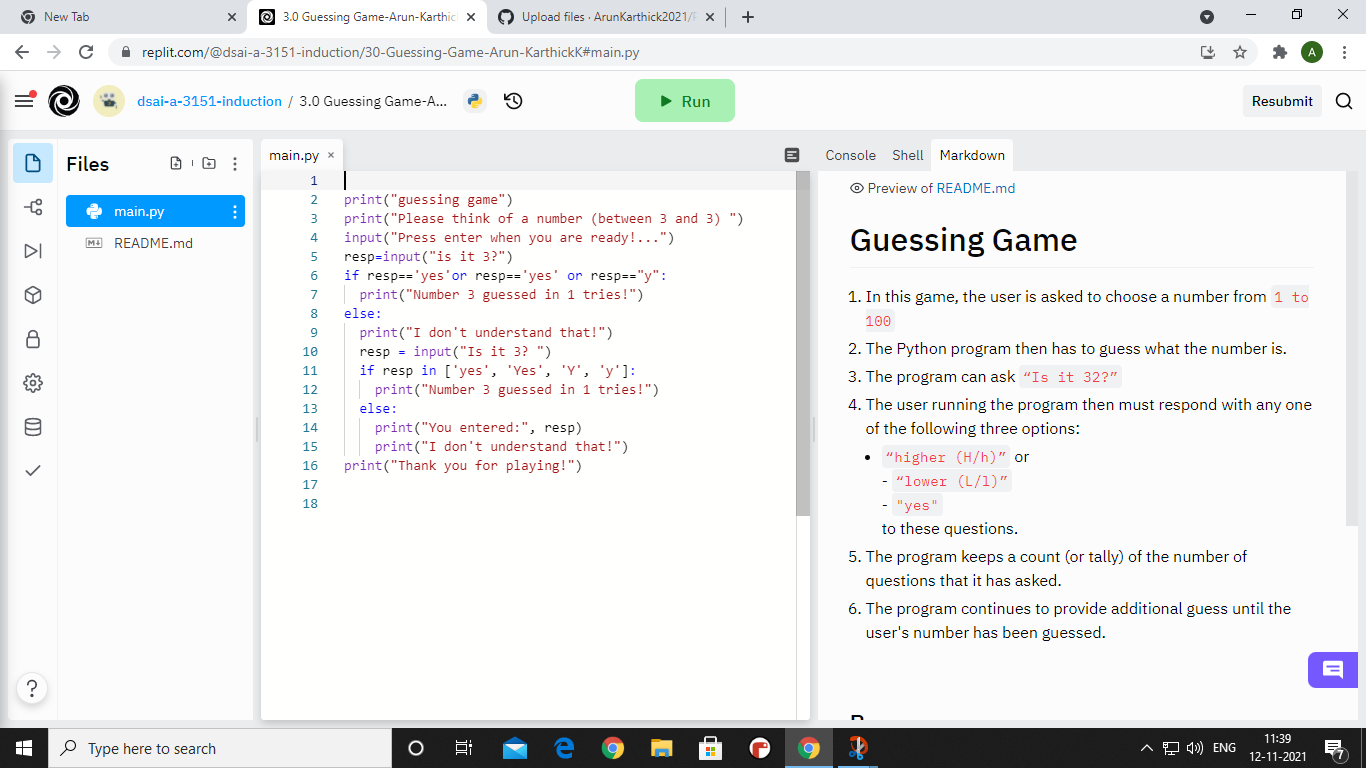 New Tab
3.0 Guessing Game-Arun-Karthic
Upload files · ArunKarthick2021/
replit.com/@dsai-a-3151-induction/30-Guessing-Game-Arun-KarthickK#main.py
A
dsai-a-3151-induction / 3.0 Guessing Game-A...
Run
Resubmit
Files
main.py
README.md
main.py ×
1
2 print("guessing game")
3 print("Please think of a number (between 3 and 3) ")
4 input("Press enter when you are ready!...")
5 resp=input("is it 3?")
6 if resp=='yes'or resp=='yes' or resp=="y":
7 print("Number 3 guessed in 1 tries!")
8 else:
9 print("I don't understand that!")
10 resp = input("Is it 3? ")
11 if resp in ['yes', 'Yes', 'Y', 'y']:
12 print("Number 3 guessed in 1 tries!")
13 else:
14 print("You entered:", resp)
15 print("I don't understand that!")
16 print("Thank you for playing!")
17
18
Console Shell Markdown
Preview of README.md
Guessing Game
1. In this game, the user is asked to choose a number from 1 to
100
2. The Python program then has to guess what the number is.
3. The program can ask “Is it 32?”
4. The user running the program then must respond with any one
of the following three options:
• “higher (H/h)” or
- “lower (L/l)”
- "yes"
to these questions.
5. The program keeps a count (or tally) of the number of
questions that it has asked.
6. The program continues to provide additional guess until the
user's number has been guessed.
?
Type here to search
ENG
11:39
12-11-2021
7